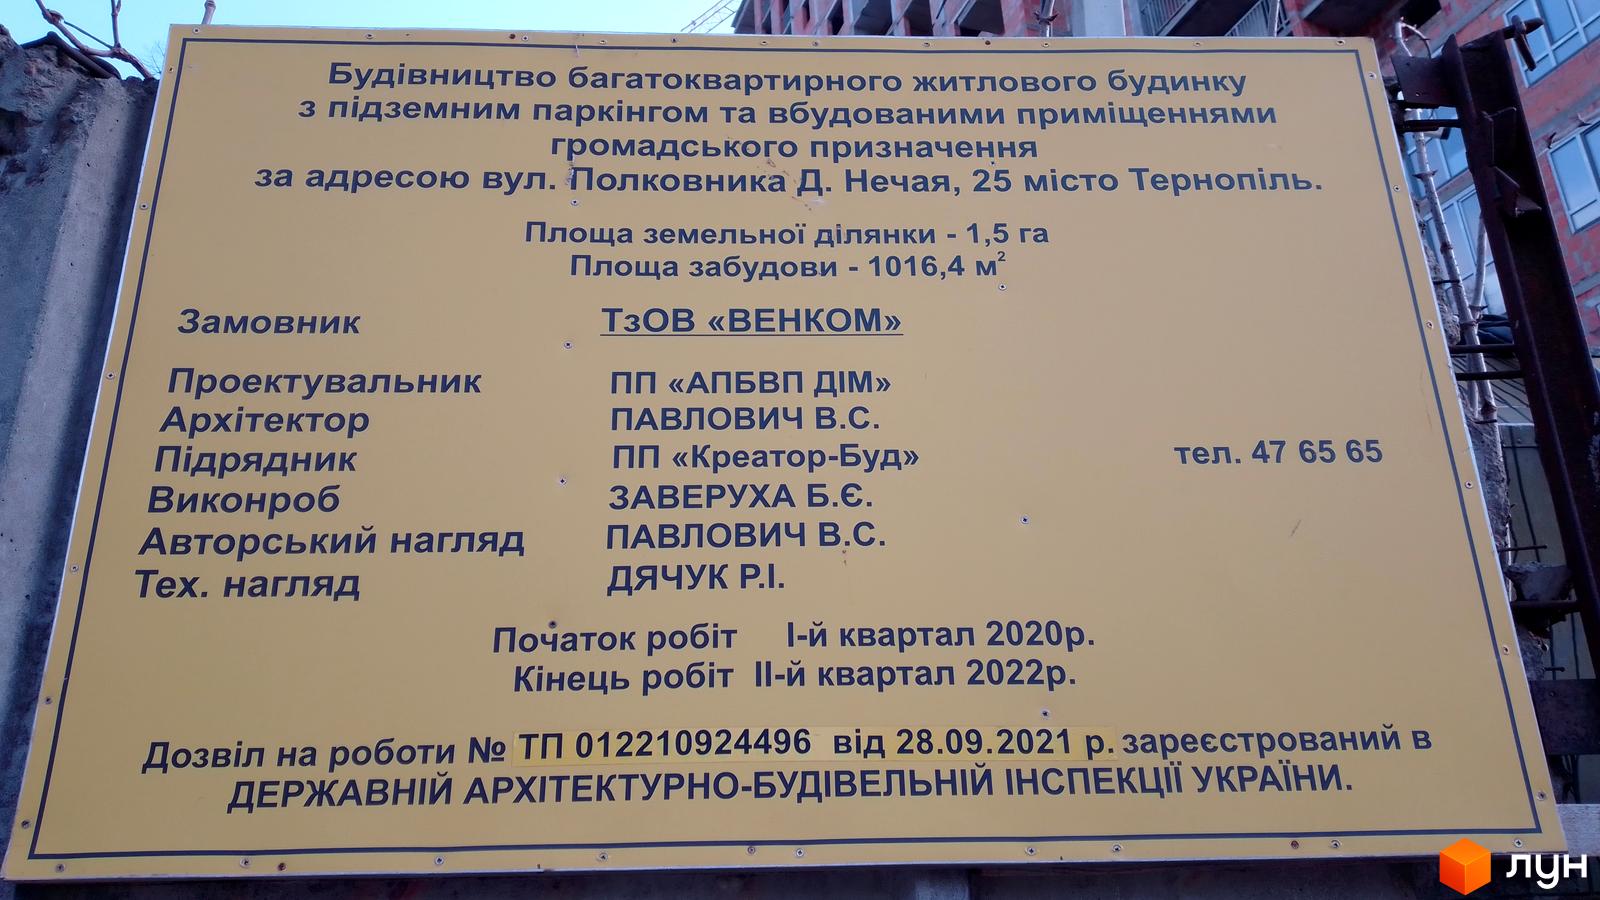 Будівництво багатоквартирного житлового будинку
з підземним паркінгом та вбудованими приміщеннями
громадського призначення
за адресою вул. Полковника Д. Нечая, 25 місто Тернопіль.
Площа земельної ділянки - 1,5 га
Площа забудови - 1016,4 м²
Замовник ТзОВ «ВЕНКОМ»
Проектувальник ПП «АПБВП ДІМ»
Архітектор ПАВЛОВИЧ В.С.
Підрядник ПП «Креатор-Буд» тел. 47 65 65
Виконроб ЗАВЕРУХА Б.Є.
Авторський нагляд ПАВЛОВИЧ В.С.
Тех. нагляд ДЯЧУК Р.І.
Початок робіт І-й квартал 2020р.
Кінець робіт ІІ-й квартал 2022р.
Дозвіл на роботи № ТП 012210924496 від 28.09.2021 р. зареєстрований в
ДЕРЖАВНІЙ АРХІТЕКТУРНО-БУДІВЕЛЬНІЙ ІНСПЕКЦІЇ УКРАЇНИ.
лун